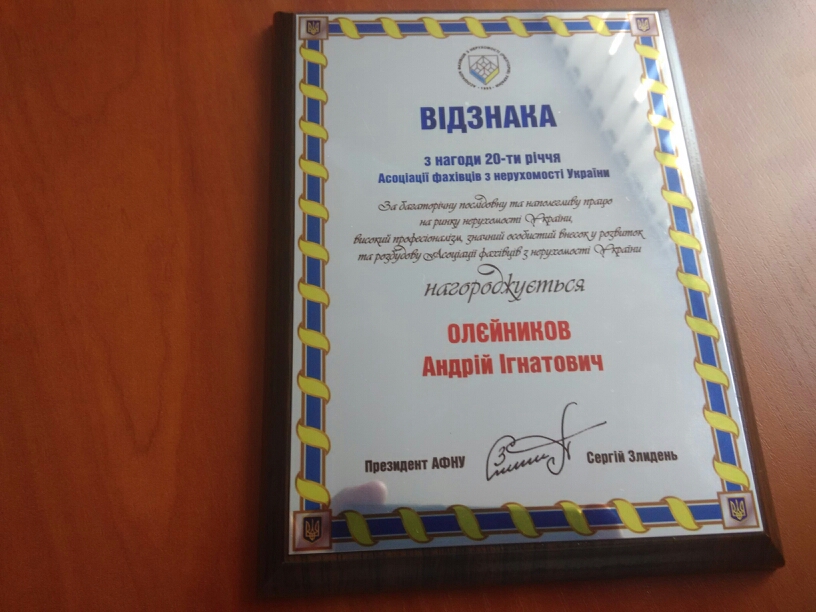 ВІДЗНАКА
з нагоди 20-ти річчя
Асоціації фахівців з нерухомості України
За багаторічну послідовну та наполегливу працю
на ринку нерухомості України,
високий професіоналізм, значний особистий внесок у розвиток
та розбудову Асоціації фахівців з нерухомості України
нагороджується
ОЛЄЙНИКОВ
Андрій Ігнатович
Президент АФНУ Сергій Злидень